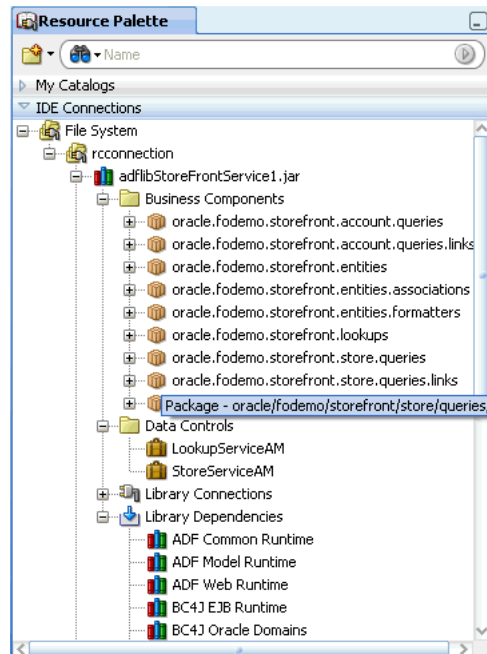 Resource Palette
Name
My Catalogs
IDE Connections
File System
rcconnection
adflibStoreFrontService1.jar
Business Components
oracle.fodemo.storefront.account.queries
oracle.fodemo.storefront.account.queries.links
oracle.fodemo.storefront.entities
oracle.fodemo.storefront.entities.associations
oracle.fodemo.storefront.entities.formatters
oracle.fodemo.storefront.lookups
oracle.fodemo.storefront.store.queries
oracle.fodemo.storefront.store.queries.links
Package - oracle/fodemo/storefront/store/queries,
Data Controls
LookupServiceAM
StoreServiceAM
Library Connections
Library Dependencies
ADF Common Runtime
ADF Model Runtime
ADF Web Runtime
BC4J EJB Runtime
BC4J Oracle Domains